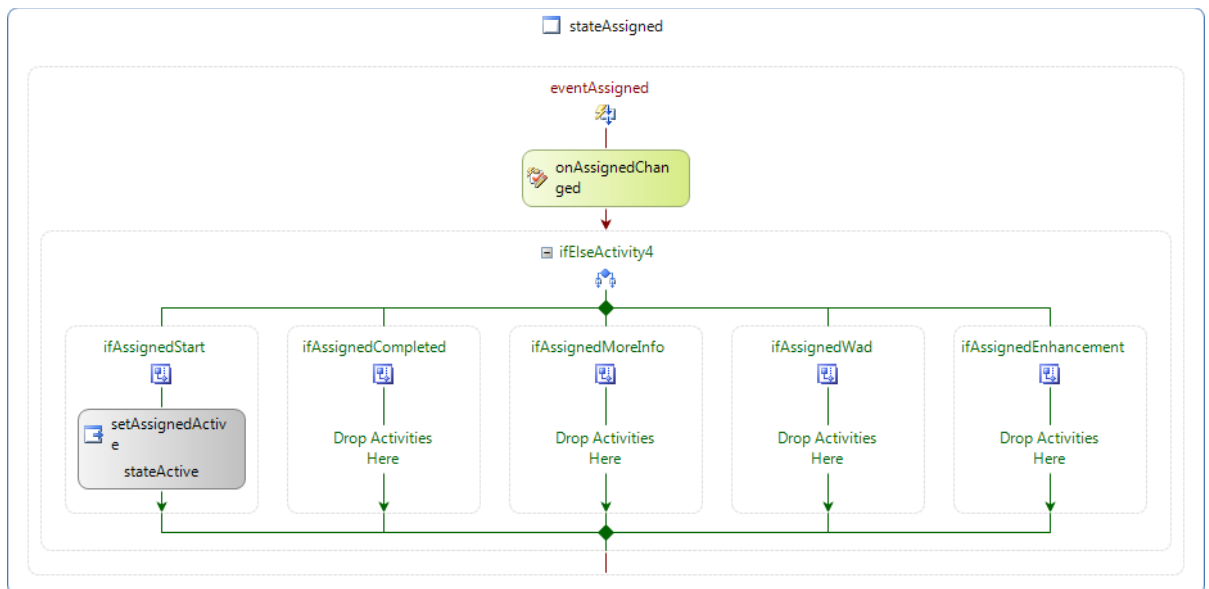 stateAssigned
eventAssigned
onAssignedChan
ged
ifElseActivity4
ifAssignedStart
ifAssignedCompleted
ifAssignedMoreInfo
ifAssignedWad
ifAssignedEnhancement
setAssignedActiv
e
stateActive
Drop Activities
Here
Drop Activities
Here
Drop Activities
Here
Drop Activities
Here